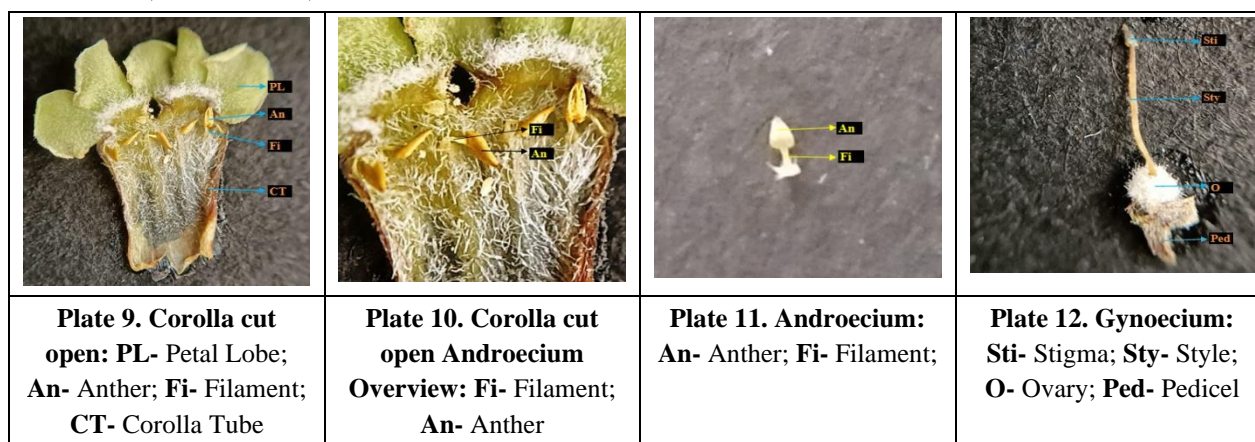 PL
An
Fi
CT
Fi
An
An
Fi
Sti
Sty
O
Ped
Plate 9. Corolla cut
open: PL- Petal Lobe;
An- Anther; Fi- Filament;
CT- Corolla Tube
Plate 10. Corolla cut
open Androecium
Overview: Fi- Filament;
An- Anther
Plate 11. Androecium:
An- Anther; Fi- Filament;
Plate 12. Gynoecium:
Sti- Stigma; Sty- Style;
O- Ovary; Ped- Pedicel